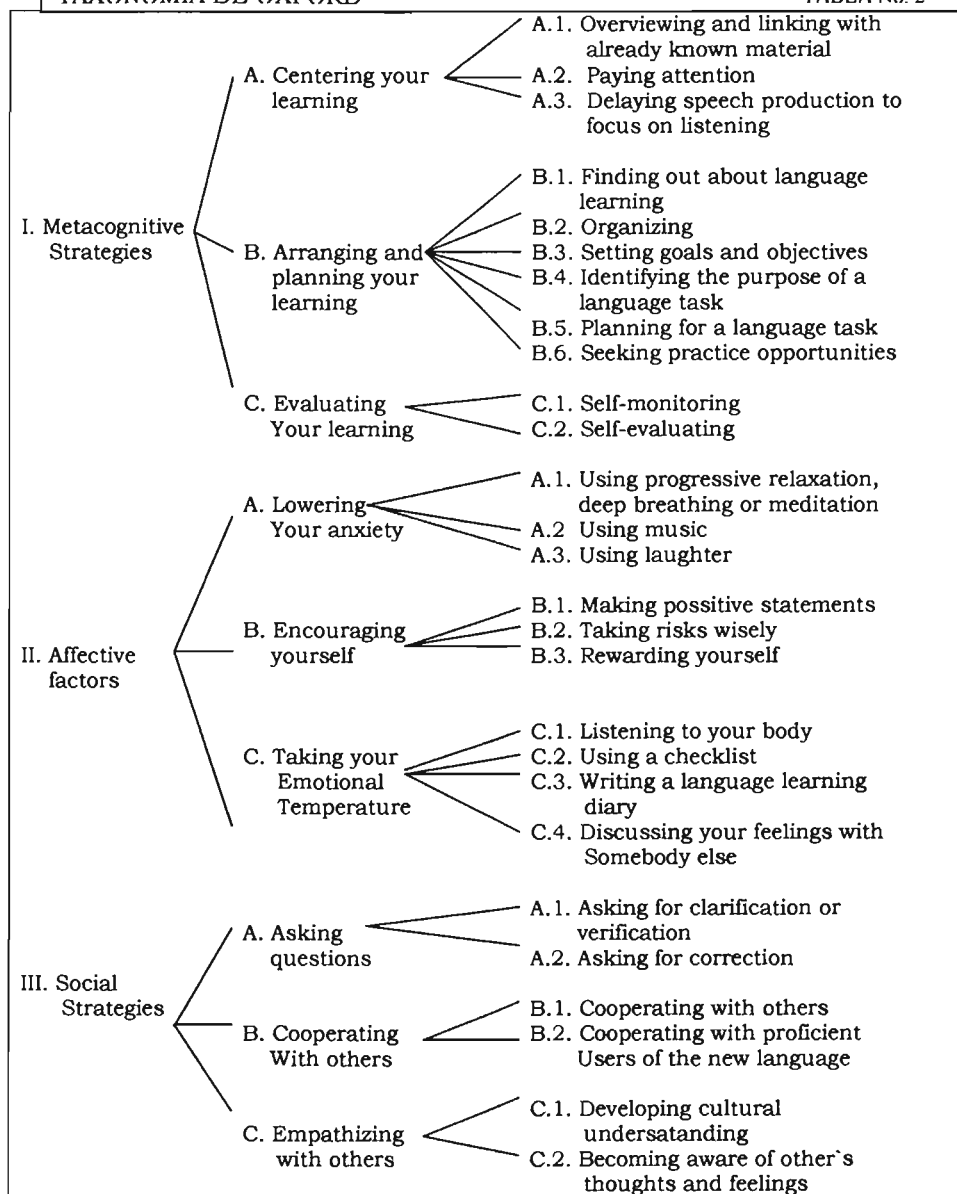 TAXONOMIA DE OXFORD
TABLA No. 2
I. Metacognitive
Strategies
A. Centering your
learning
A.1. Overviewing and linking with
already known material
A.2. Paying attention
A.3. Delaying speech production to
focus on listening
B. Arranging and
planning your
learning
B.1. Finding out about language
learning
B.2. Organizing
B.3. Setting goals and objectives
B.4. Identifying the purpose of a
language task
B.5. Planning for a language task
B.6. Seeking practice opportunities
C. Evaluating
Your learning
C.1. Self-monitoring
C.2. Self-evaluating
II. Affective
factors
A. Lowering
Your anxiety
A.1. Using progressive relaxation,
deep breathing or meditation
A.2 Using music
A.3. Using laughter
B. Encouraging
yourself
B.1. Making possitive statements
B.2. Taking risks wisely
B.3. Rewarding yourself
C. Taking your
Emotional
Temperature
C.1. Listening to your body
C.2. Using a checklist
C.3. Writing a language learning
diary
C.4. Discussing your feelings with
Somebody else
III. Social
Strategies
A. Asking
questions
A.1. Asking for clarification or
verification
A.2. Asking for correction
B. Cooperating
With others
B.1. Cooperating with others
B.2. Cooperating with proficient
Users of the new language
C. Empathizing
with others
C.1. Developing cultural
undersatanding
C.2. Becoming aware of other`s
thoughts and feelings